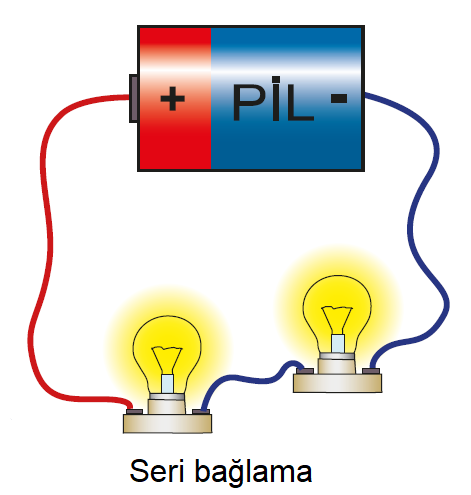 + PİL -
Seri bağlama